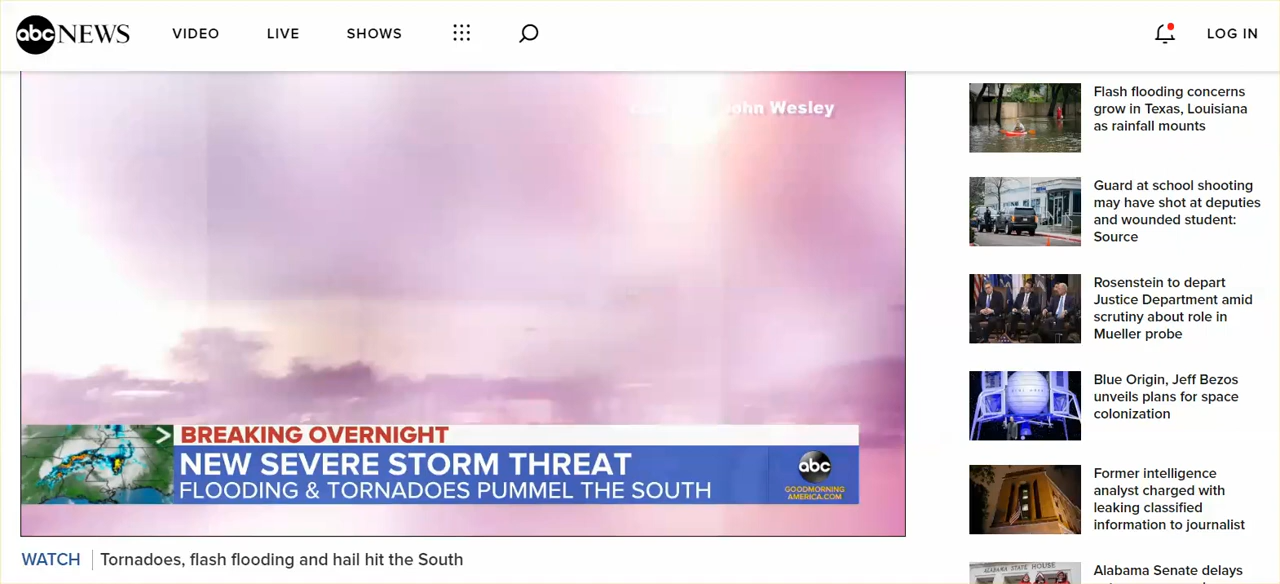 abc NEWS
VIDEO
LIVE
SHOWS
LOG IN
John Wesley
BREAKING OVERNIGHT
NEW SEVERE STORM THREAT
FLOODING & TORNADOES PUMMEL THE SOUTH
abc
GOODMORNING
AMERICA.COM
WATCH
Tornadoes, flash flooding and hail hit the South
Flash flooding concerns
grow in Texas, Louisiana
as rainfall mounts
Guard at school shooting
may have shot at deputies
and wounded student:
Source
Rosenstein to depart
Justice Department amid
scrutiny about role in
Mueller probe
Blue Origin, Jeff Bezos
unveils plans for space
colonization
Former intelligence
analyst charged with
leaking classified
information to journalist
ALABAMA STATE HOUSE
Alabama Senate delays